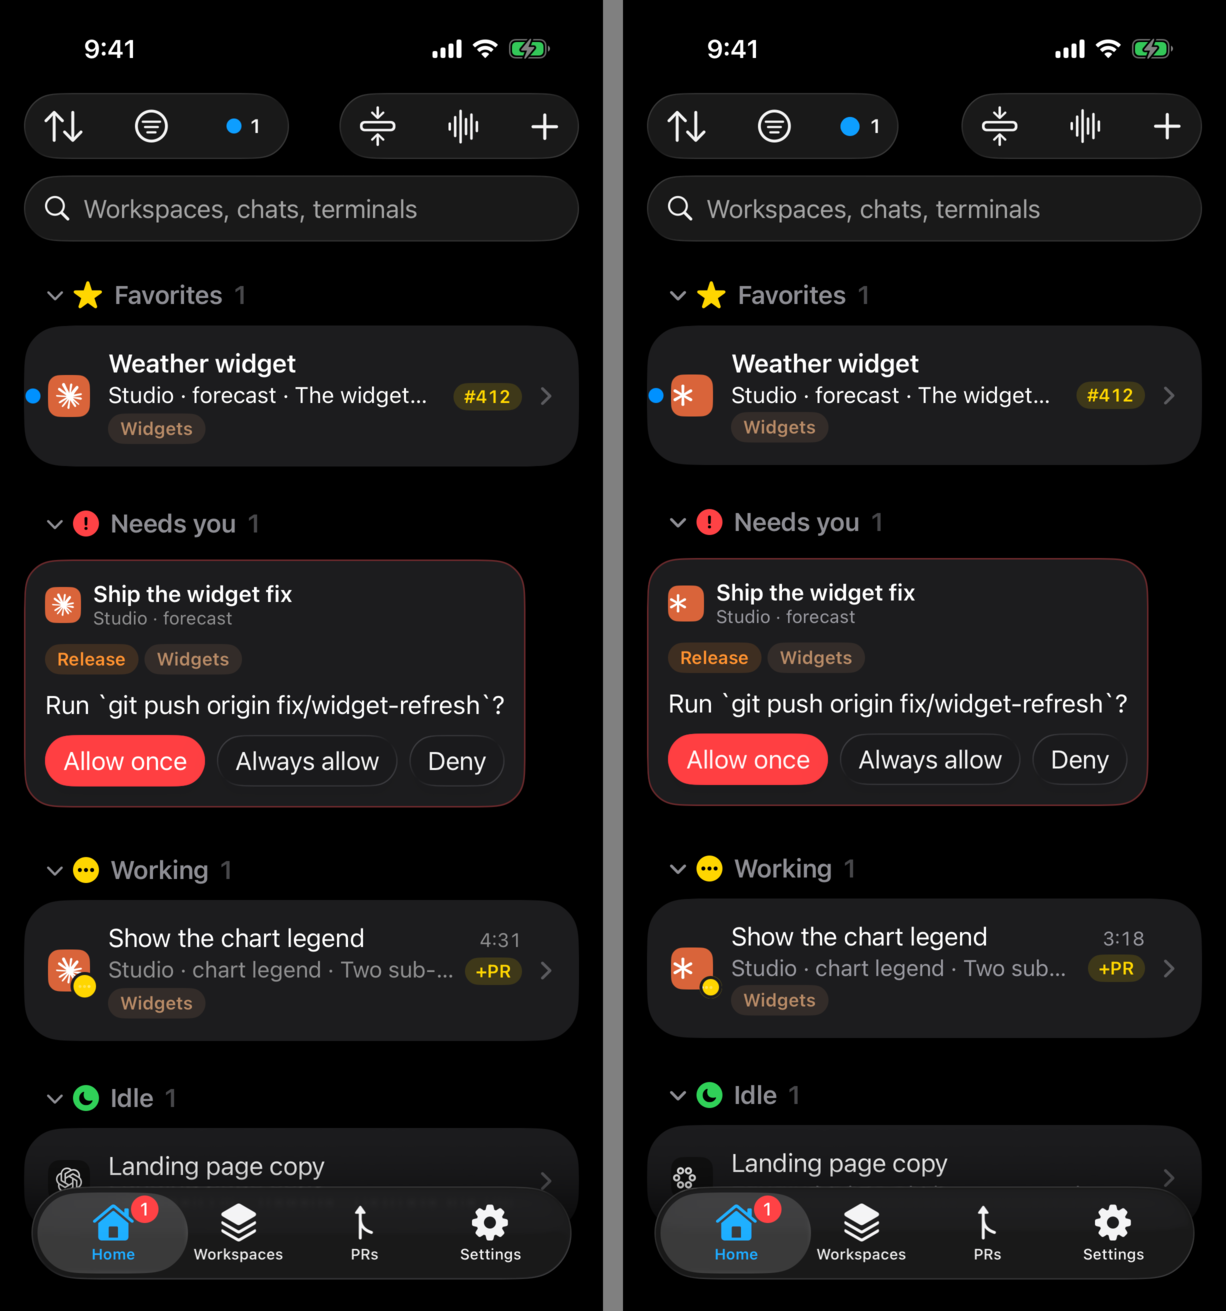 9:41
1
Workspaces, chats, terminals
Favorites 1
Weather widget
Studio · forecast · The widget...
#412
Widgets
Needs you 1
Ship the widget fix
Studio · forecast
Release
Widgets
Run `git push origin fix/widget-refresh`?
Allow once
Always allow
Deny
Working 1
Show the chart legend
4:31
Studio · chart legend · Two sub-...
+PR
Widgets
Idle 1
Landing page copy
1
Home
Workspaces
PRs
Settings
9:41
1
Workspaces, chats, terminals
Favorites 1
Weather widget
Studio · forecast · The widget...
#412
Widgets
Needs you 1
Ship the widget fix
Studio · forecast
Release
Widgets
Run `git push origin fix/widget-refresh`?
Allow once
Always allow
Deny
Working 1
Show the chart legend
3:18
Studio · chart legend · Two sub...
+PR
Widgets
Idle 1
Landing page copy
1
Home
Workspaces
PRs
Settings